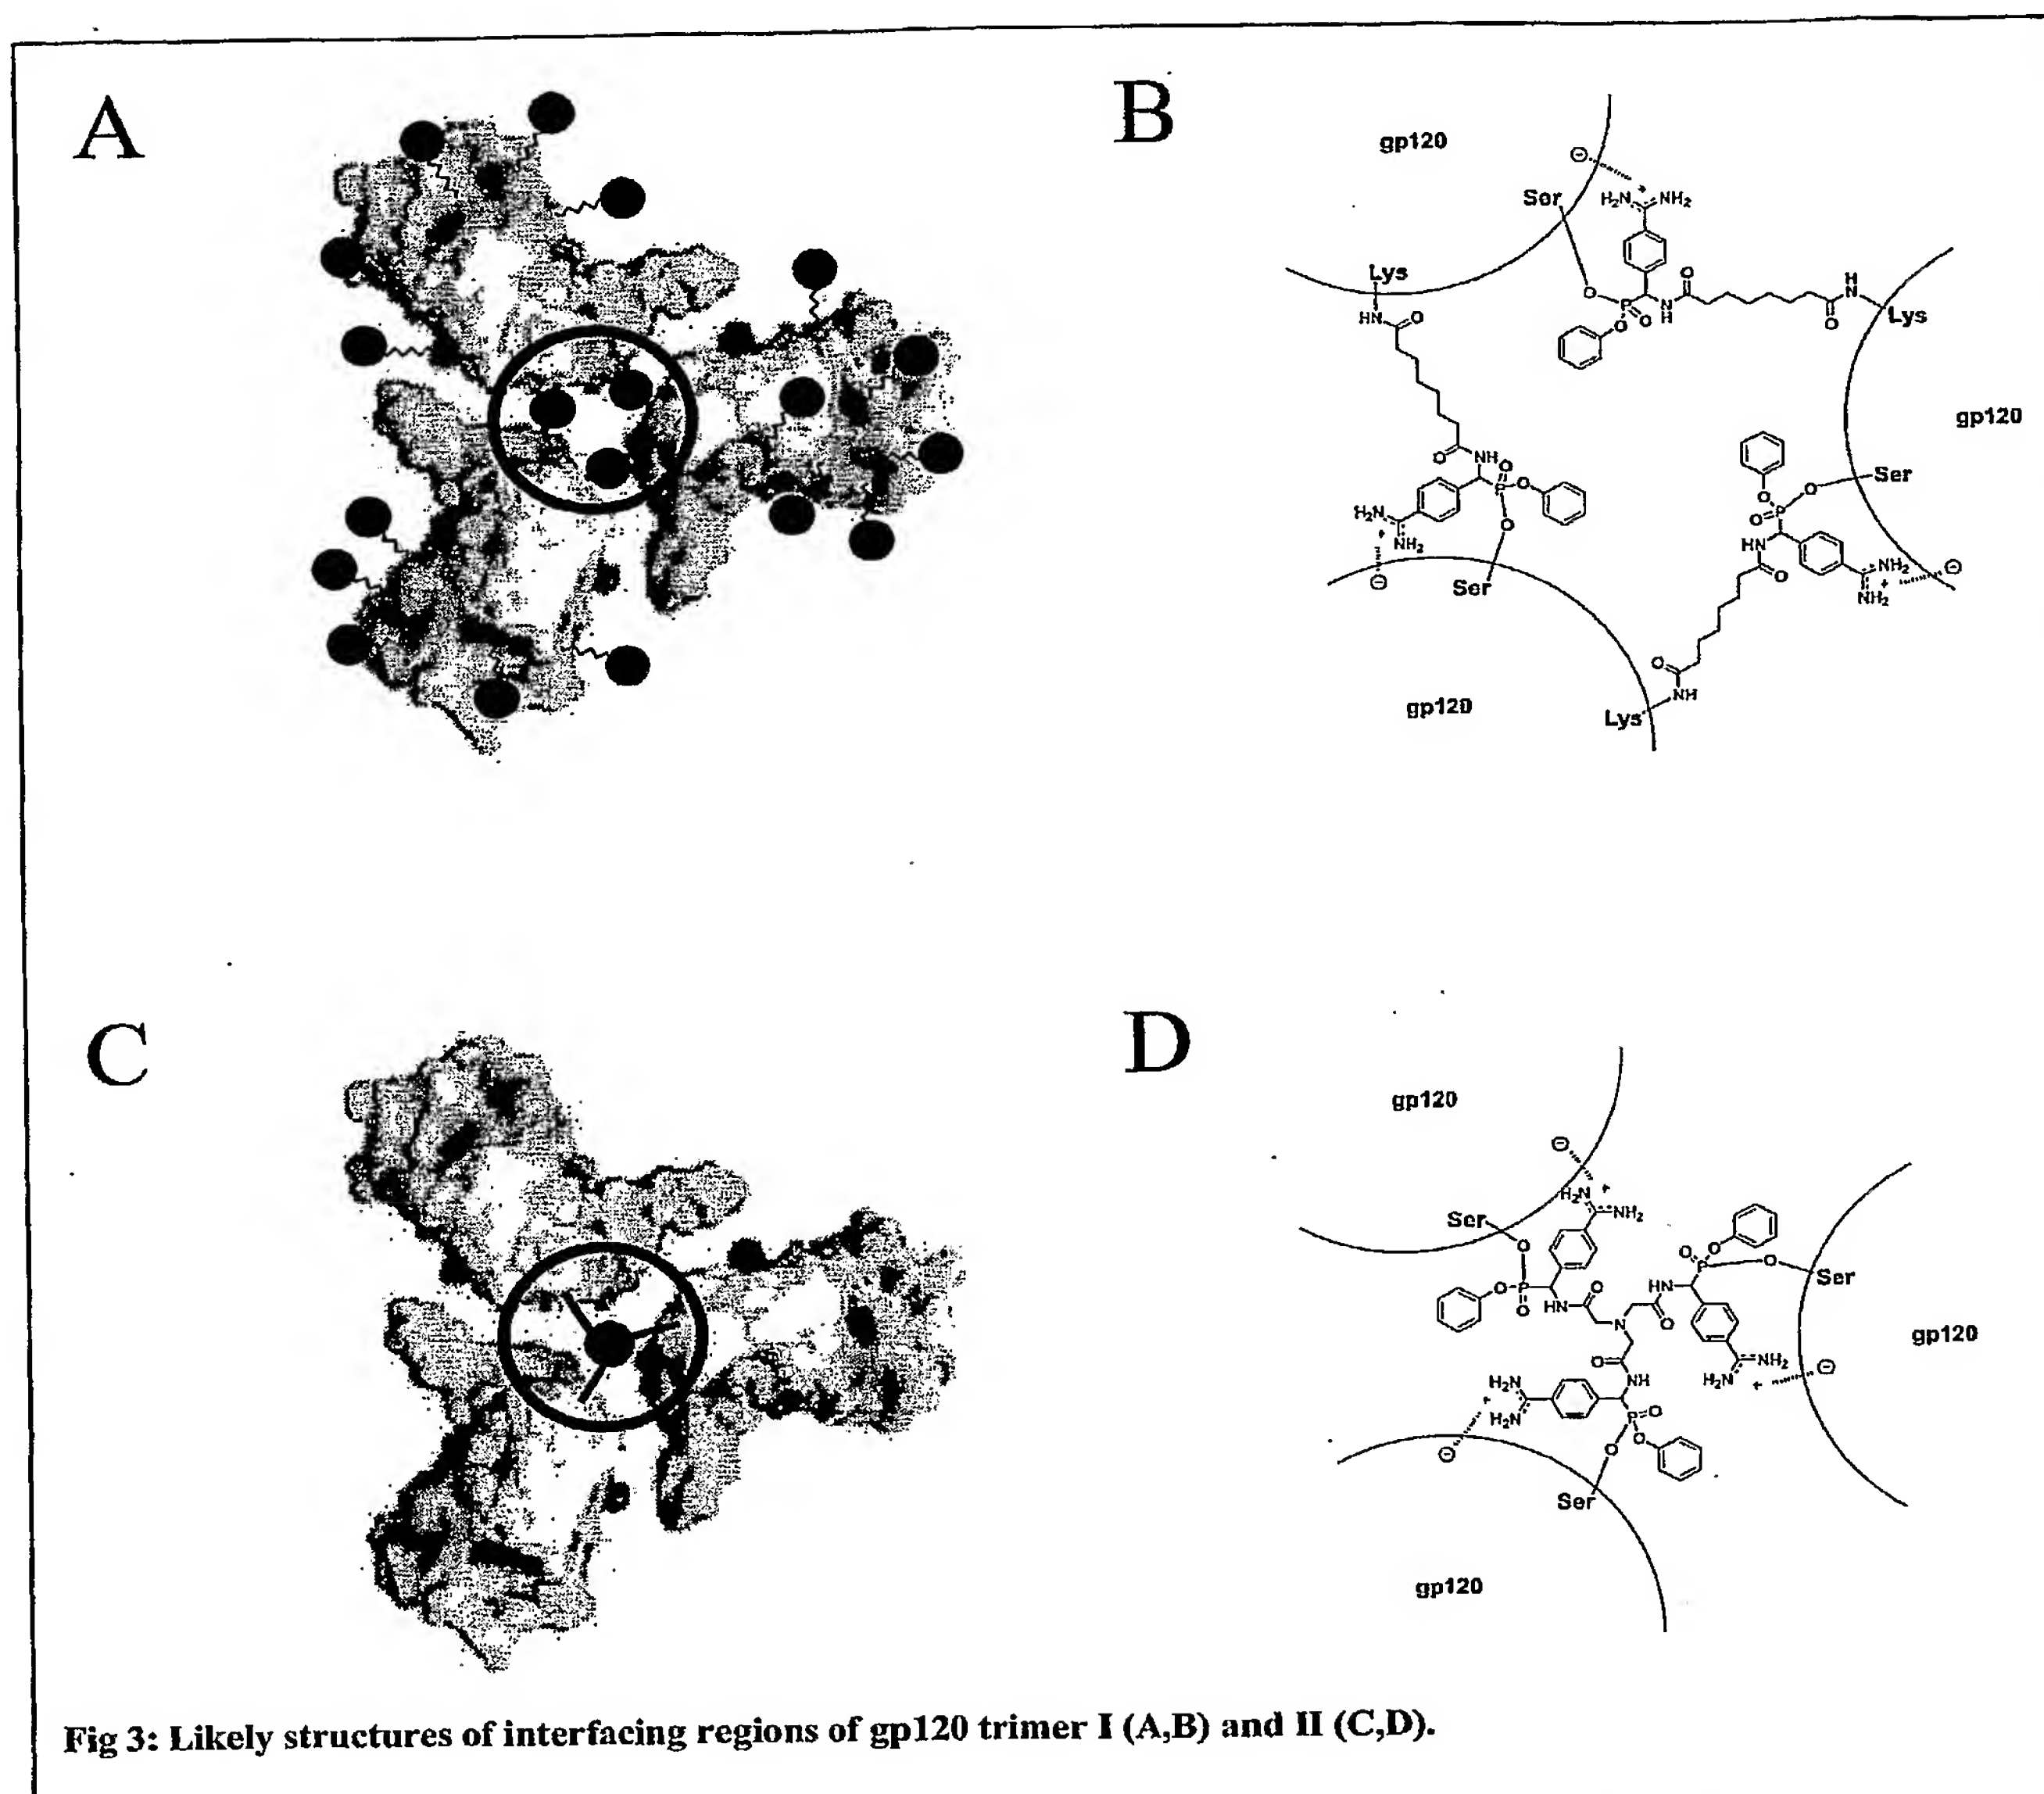 A
B
gp120
⊖
Ser
+
H₂N NH₂
Lys
HN O
O
O
P
O
O
N
H
O
H
N
O
Lys
gp120
O
NH
O
P
O
H₂N
+
NH₂
O
⊖
Ser
O
O
Ser
O=P
HN
O
NH₂
+
NH₂
⊖
O
NH
Lys
gp120
C
D
gp120
⊖
+
H₂N
NH₂
Ser
O
O
P
O
HN
O
N
O
HN
O
P
O
O
Ser
gp120
NH₂
H₂N
+
⊖
O
NH
H₂N
+
H₂N
⊖
P=O
O
O
Ser
gp120
Fig 3: Likely structures of interfacing regions of gp120 trimer I (A,B) and II (C,D).